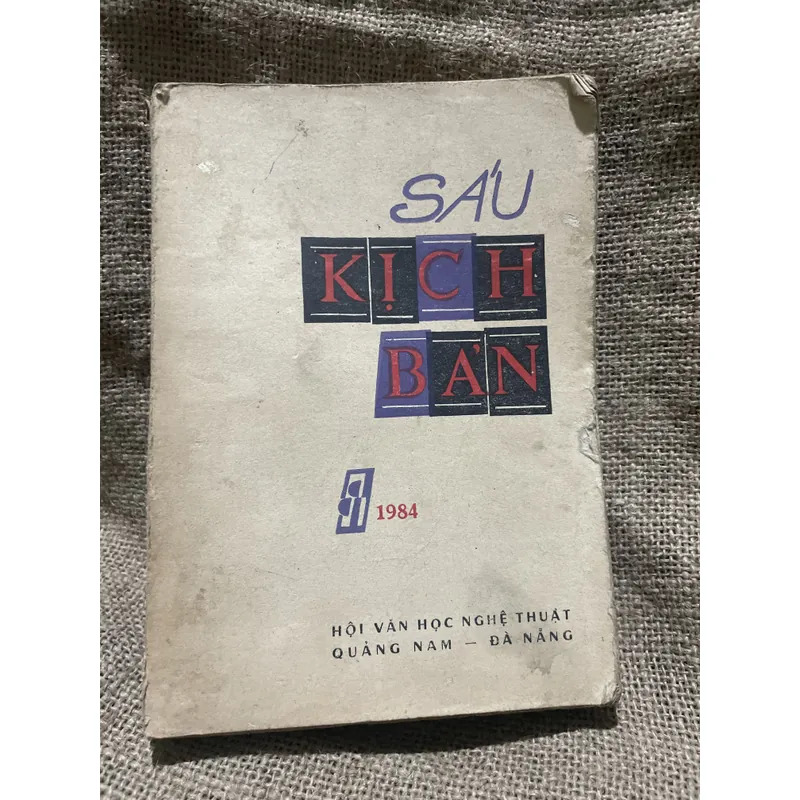 SÁU
KỊCH
BẢN
1984
HỘI VĂN HỌC NGHỆ THUẬT
QUẢNG NAM — ĐÀ NẴNG